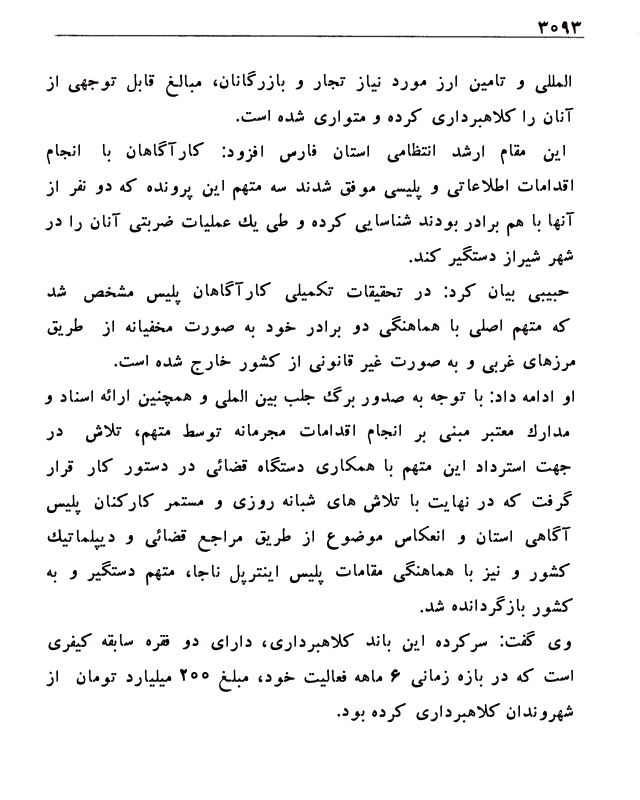 ۳۰۹۳
المللی و تامین ارز مورد نیاز تجار و بازرگانان، مبالغ قابل توجهی از
آنان را کلاهبرداری کرده و متواری شده است.
این مقام ارشد انتظامی استان فارس افزود: کارآگاهان با انجام
اقدامات اطلاعاتی و پلیسی موفق شدند سه متهم این پرونده که دو نفر از
آنها با هم برادر بودند شناسایی کرده و طی یک عملیات ضربتی آنان را در
شهر شیراز دستگیر کند.
حبیبی بیان کرد: در تحقیقات تکمیلی کارآگاهان پلیس مشخص شد
که متهم اصلی با هماهنگی دو برادر خود به صورت مخفیانه از طریق
مرزهای غربی و به صورت غیر قانونی از کشور خارج شده است.
او ادامه داد: با توجه به صدور برگ جلب بین المللی و همچنین ارائه اسناد و
مدارک معتبر مبنی بر انجام اقدامات مجرمانه توسط متهم، تلاش در
جهت استرداد این متهم با همکاری دستگاه قضائی در دستور کار قرار
گرفت که در نهایت با تلاش های شبانه روزی و مستمر کارکنان پلیس
آگاهی استان و انعکاس موضوع از طریق مراجع قضائی و دیپلماتیک
کشور و نیز با هماهنگی مقامات پلیس اینترپل ناجا، متهم دستگیر و به
کشور بازگردانده شد.
وی گفت: سرکرده این باند کلاهبرداری، دارای دو فقره سابقه کیفری
است که در بازه زمانی ۶ ماهه فعالیت خود، مبلغ ۲۰۰ میلیارد تومان از
شهروندان کلاهبرداری کرده بود.